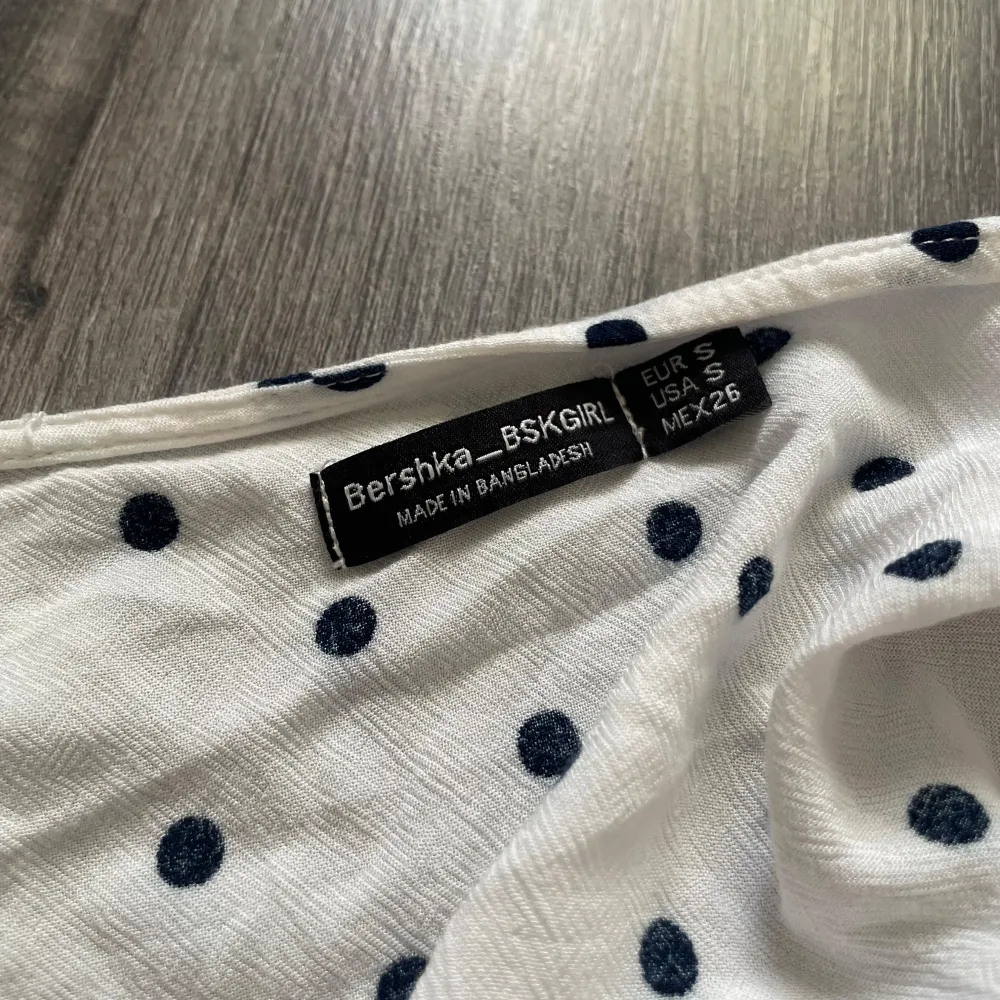 Bershka_BSKGIRL
MADE IN BANGLADESH
EUR S
USA S
MEX 26